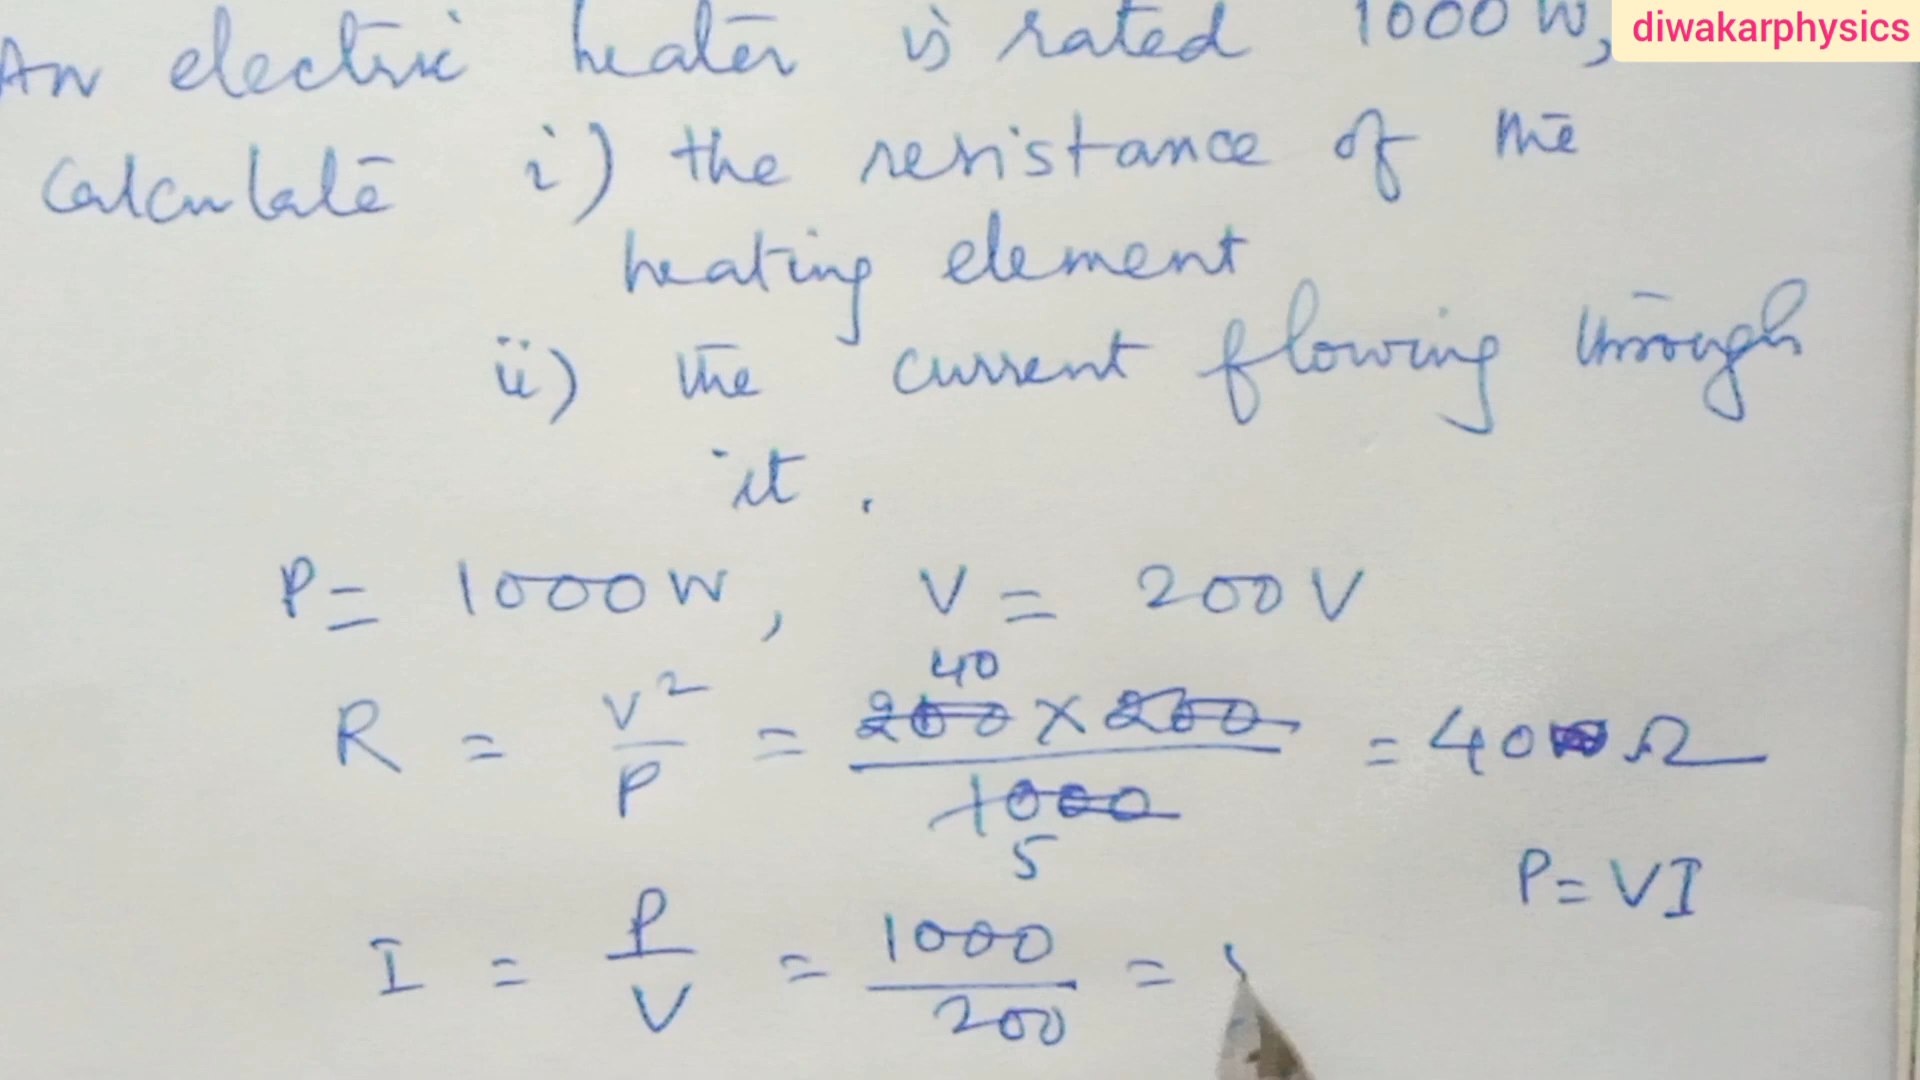 An electric heater is rated 1000 W,
diwakarphysics
Calculate i) the resistance of the
heating element
ii) the current flowing through
it.
P = 1000 W, V = 200 V
40
R = V²/P = 200 × 200 / 1000 = 40 Ω
5
P = VI
I = P/V = 1000/200 =